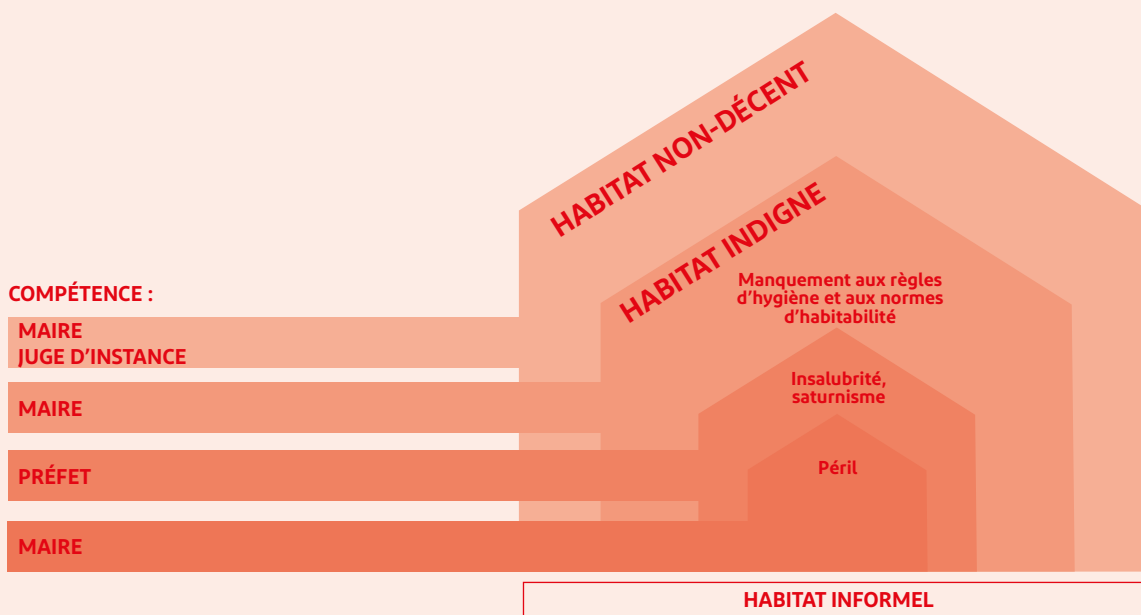 HABITAT NON-DÉCENT
HABITAT INDIGNE
Manquement aux règles
d’hygiène et aux normes
d’habitabilité
COMPÉTENCE :
MAIRE
JUGE D’INSTANCE
Insalubrité,
saturnisme
MAIRE
PRÉFET
Péril
MAIRE
HABITAT INFORMEL